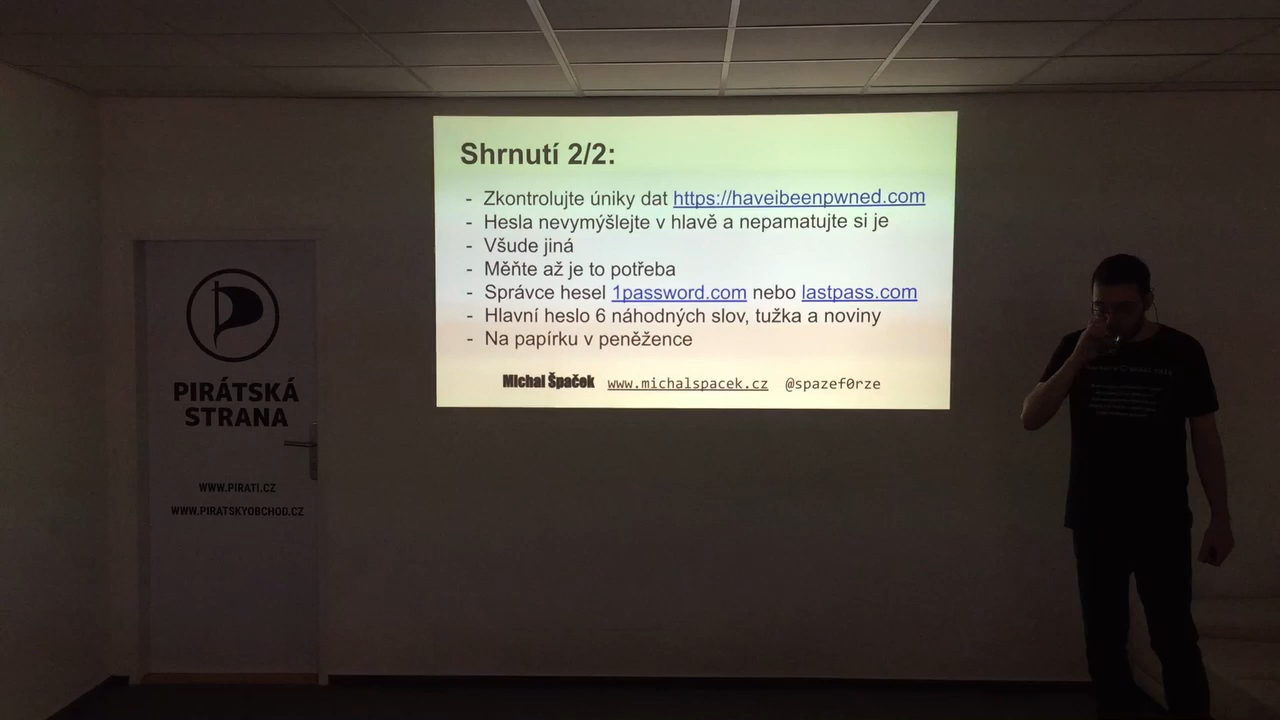 Shrnutí 2/2:
- Zkontrolujte úniky dat https://haveibeenpwned.com
- Hesla nevymýšlejte v hlavě a nepamatujte si je
- Všude jiná
- Měňte až je to potřeba
- Správce hesel 1password.com nebo lastpass.com
- Hlavní heslo 6 náhodných slov, tužka a noviny
- Na papírku v peněžence
Michal Špaček www.michalspacek.cz @spazef0rze
PIRÁTSKÁ
STRANA
WWW.PIRATI.CZ
WWW.PIRATSKYOBCHOD.CZ